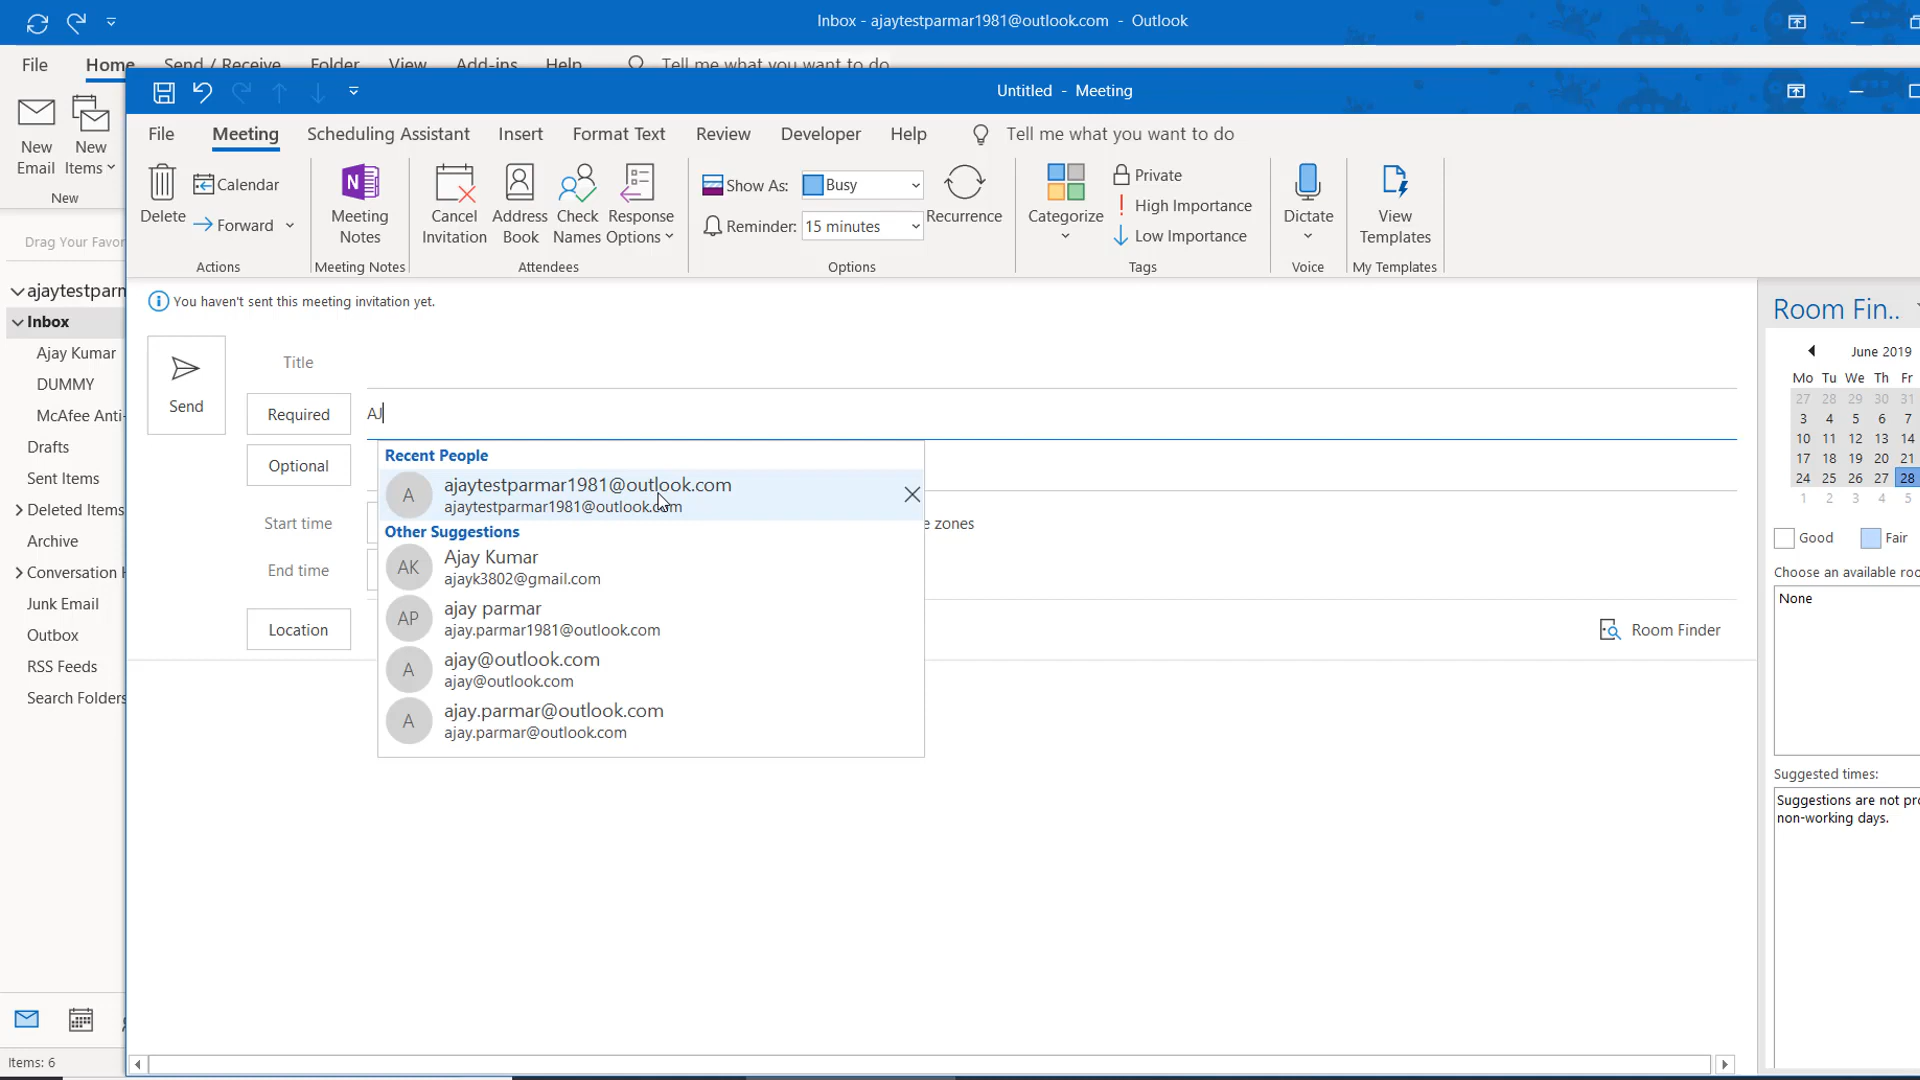 Inbox - ajaytestparmar1981@outlook.com - Outlook
File Home Send / Receive Folder View Add-ins Help Tell me what you want to do
Untitled - Meeting
File Meeting Scheduling Assistant Insert Format Text Review Developer Help Tell me what you want to do
New Email
New Items
New
Delete
Calendar
Forward
Actions
Meeting Notes
Meeting Notes
Cancel Invitation
Address Book
Check Names
Response Options
Attendees
Show As: Busy
Reminder: 15 minutes
Recurrence
Options
Categorize
Private
High Importance
Low Importance
Tags
Dictate
Voice
View Templates
My Templates
Drag Your Favor
ajaytestparm
Inbox
Ajay Kumar
DUMMY
McAfee Anti-
Drafts
Sent Items
Deleted Items
Archive
Conversation H
Junk Email
Outbox
RSS Feeds
Search Folders
Items: 6
You haven't sent this meeting invitation yet.
Send
Title
Required AJ
Optional
Start time
e zones
End time
Location
Room Finder
Recent People
A
ajaytestparmar1981@outlook.com
ajaytestparmar1981@outlook.com
Other Suggestions
AK
Ajay Kumar
ajayk3802@gmail.com
AP
ajay parmar
ajay.parmar1981@outlook.com
A
ajay@outlook.com
ajay@outlook.com
A
ajay.parmar@outlook.com
ajay.parmar@outlook.com
Room Fin..
June 2019
Mo Tu We Th Fr
27 28 29 30 31
3 4 5 6 7
10 11 12 13 14
17 18 19 20 21
24 25 26 27 28
1 2 3 4 5
Good Fair
Choose an available roo
None
Suggested times:
Suggestions are not pro
non-working days.